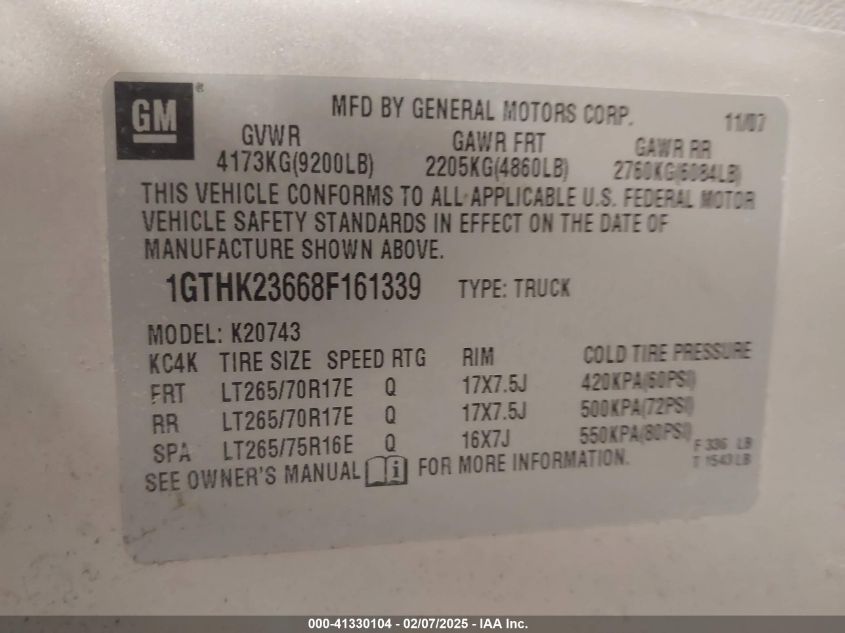 GM®
MFD BY GENERAL MOTORS CORP. 11/07
GVWR GAWR FRT GAWR RR
4173KG(9200LB) 2205KG(4860LB) 2760KG(6084LB)
THIS VEHICLE CONFORMS TO ALL APPLICABLE U.S. FEDERAL MOTOR
VEHICLE SAFETY STANDARDS IN EFFECT ON THE DATE OF
MANUFACTURE SHOWN ABOVE.
1GTHK23668F161339 TYPE: TRUCK
MODEL: K20743
KC4K TIRE SIZE SPEED RTG RIM COLD TIRE PRESSURE
FRT LT265/70R17E Q 17X7.5J 420KPA(60PSI)
RR LT265/70R17E Q 17X7.5J 500KPA(72PSI)
SPA LT265/75R16E Q 16X7J 550KPA(80PSI)
F 336 LB
T 1543 LB
SEE OWNER'S MANUAL i FOR MORE INFORMATION.
000-41330104 - 02/07/2025 - IAA Inc.